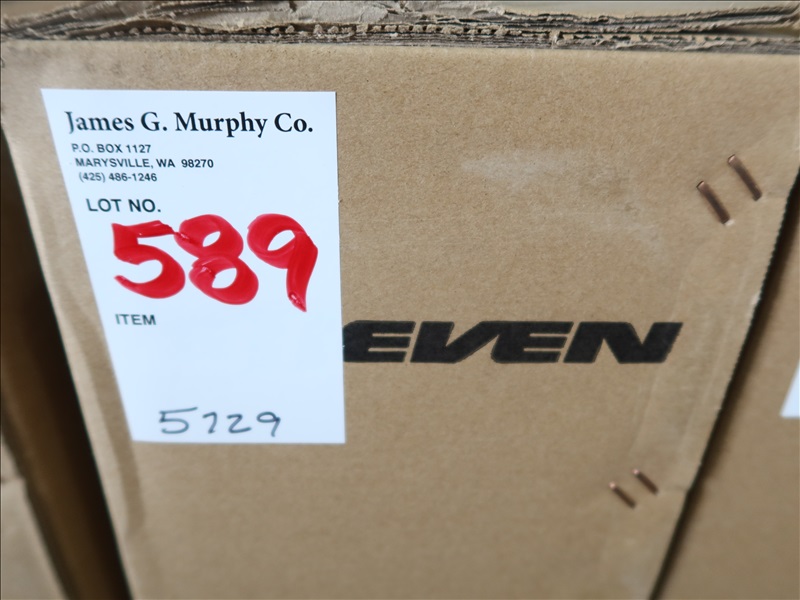 James G. Murphy Co.
P.O. BOX 1127
MARYSVILLE, WA 98270
(425) 486-1246
LOT NO.
589
ITEM
EVEN
5729